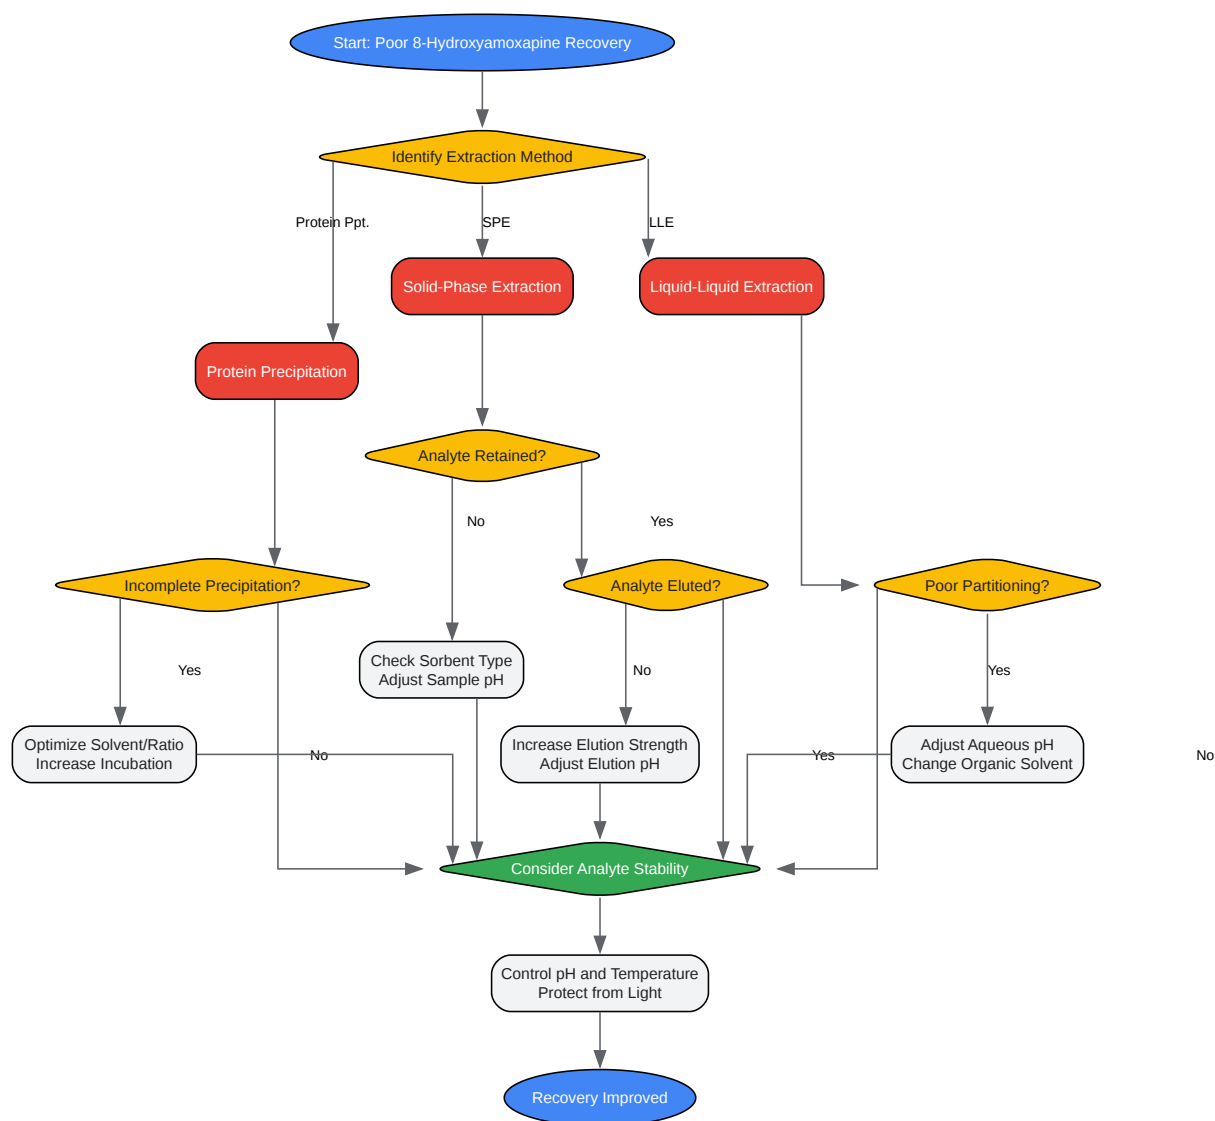 Start: Poor 8-Hydroxyamoxapine Recovery
Identify Extraction Method
Protein Ppt.
SPE
LLE
Solid-Phase Extraction
Liquid-Liquid Extraction
Protein Precipitation
Analyte Retained?
No
Yes
Incomplete Precipitation?
Analyte Eluted?
Poor Partitioning?
Check Sorbent Type
Adjust Sample pH
Yes
No
Yes
Optimize Solvent/Ratio
Increase Incubation
No
Increase Elution Strength
Adjust Elution pH
Yes
Adjust Aqueous pH
Change Organic Solvent
No
Consider Analyte Stability
Control pH and Temperature
Protect from Light
Recovery Improved